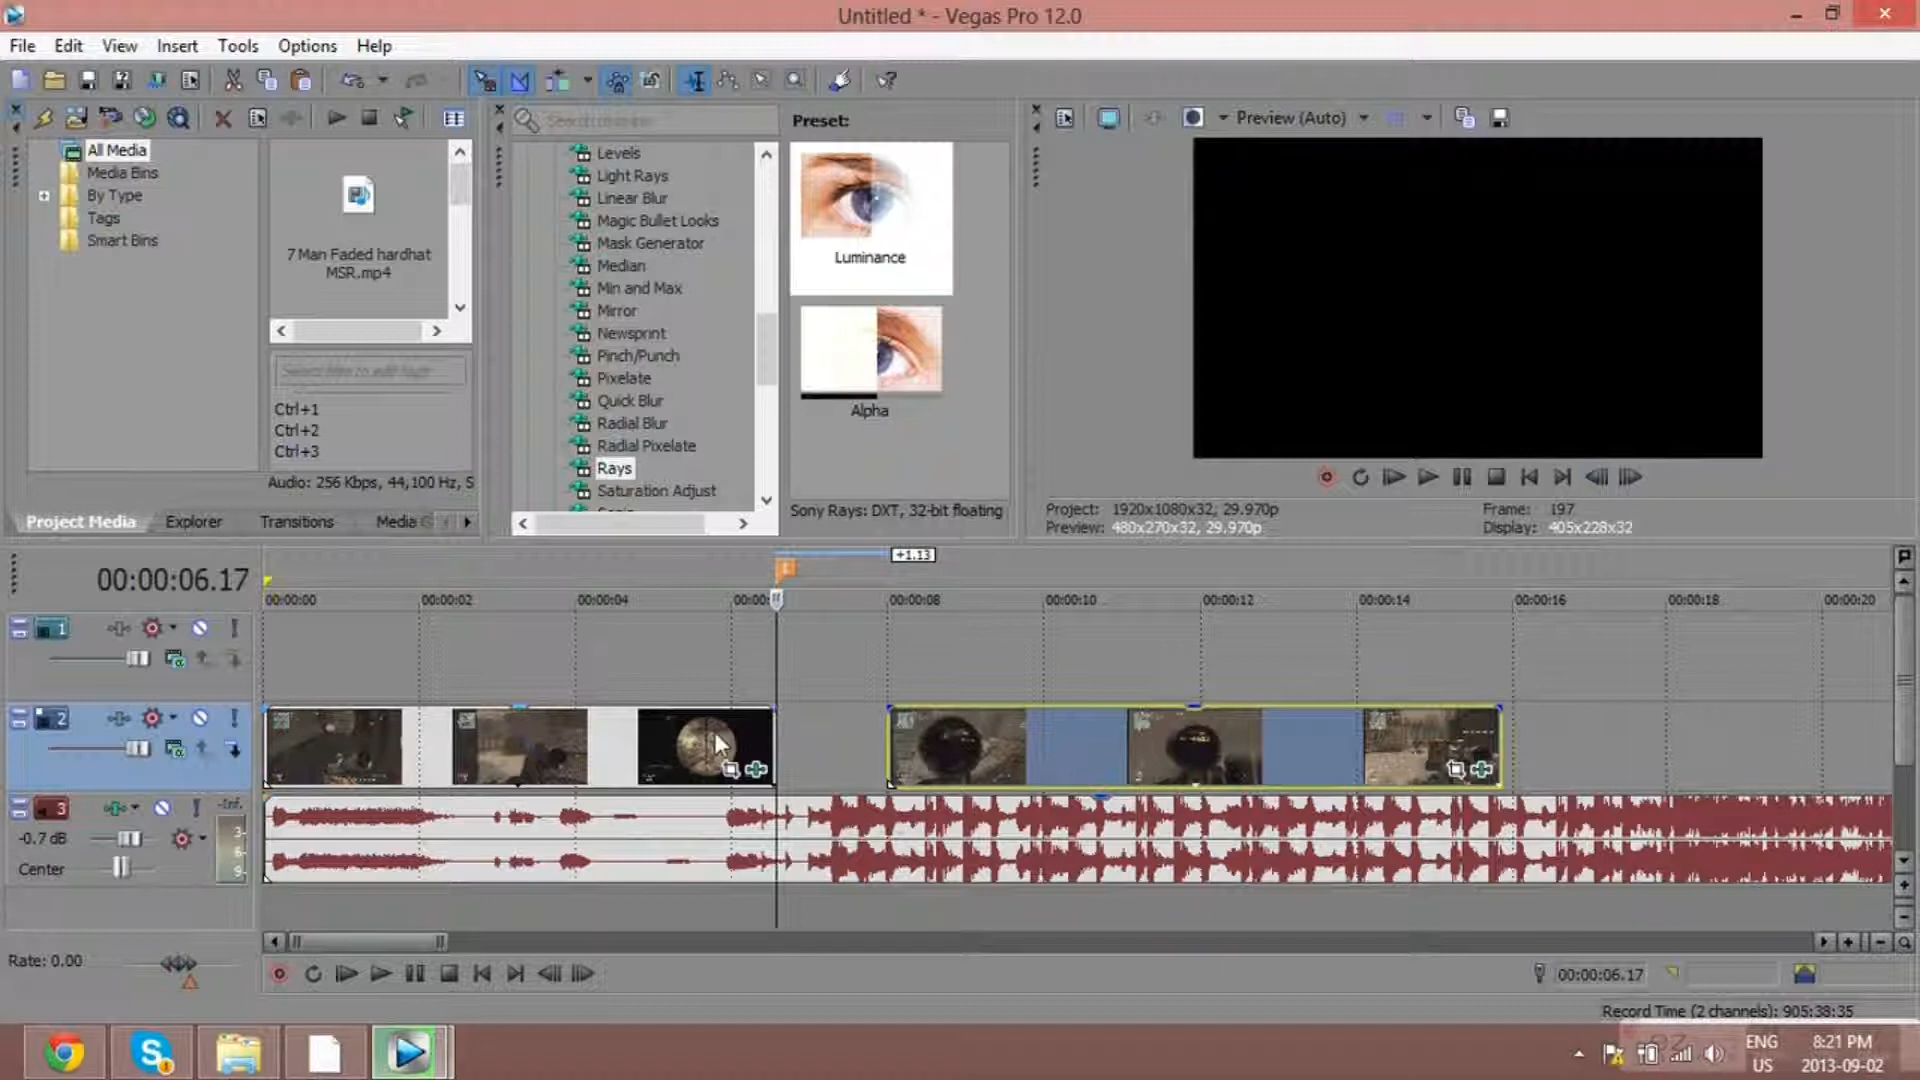 Untitled * - Vegas Pro 12.0
File Edit View Insert Tools Options Help
All Media
Media Bins
By Type
Tags
Smart Bins
7 Man Faded hardhat
MSR.mp4
Ctrl+1
Ctrl+2
Ctrl+3
Audio: 256 Kbps, 44,100 Hz, S
Project Media Explorer Transitions Media G
Levels
Light Rays
Linear Blur
Magic Bullet Looks
Mask Generator
Median
Min and Max
Mirror
Newsprint
Pinch/Punch
Pixelate
Quick Blur
Radial Blur
Radial Pixelate
Rays
Saturation Adjust
Preset:
Luminance
Alpha
Sony Rays: DXT, 32-bit floating
Preview (Auto)
Project: 1920x1080x32, 29.970p
Preview: 480x270x32, 29.970p
Frame: 197
Display: 405x228x32
+1.13
00:00:06.17
00:00:00 00:00:02 00:00:04 00:00: 00:00:08 00:00:10 00:00:12 00:00:14 00:00:16 00:00:18 00:00:20
1
2
3
-Inf.
-0.7 dB
3-
6-
9-
Center
Rate: 0.00
00:00:06.17
Record Time (2 channels): 905:38:35
ENG
US
8:21 PM
2013-09-02